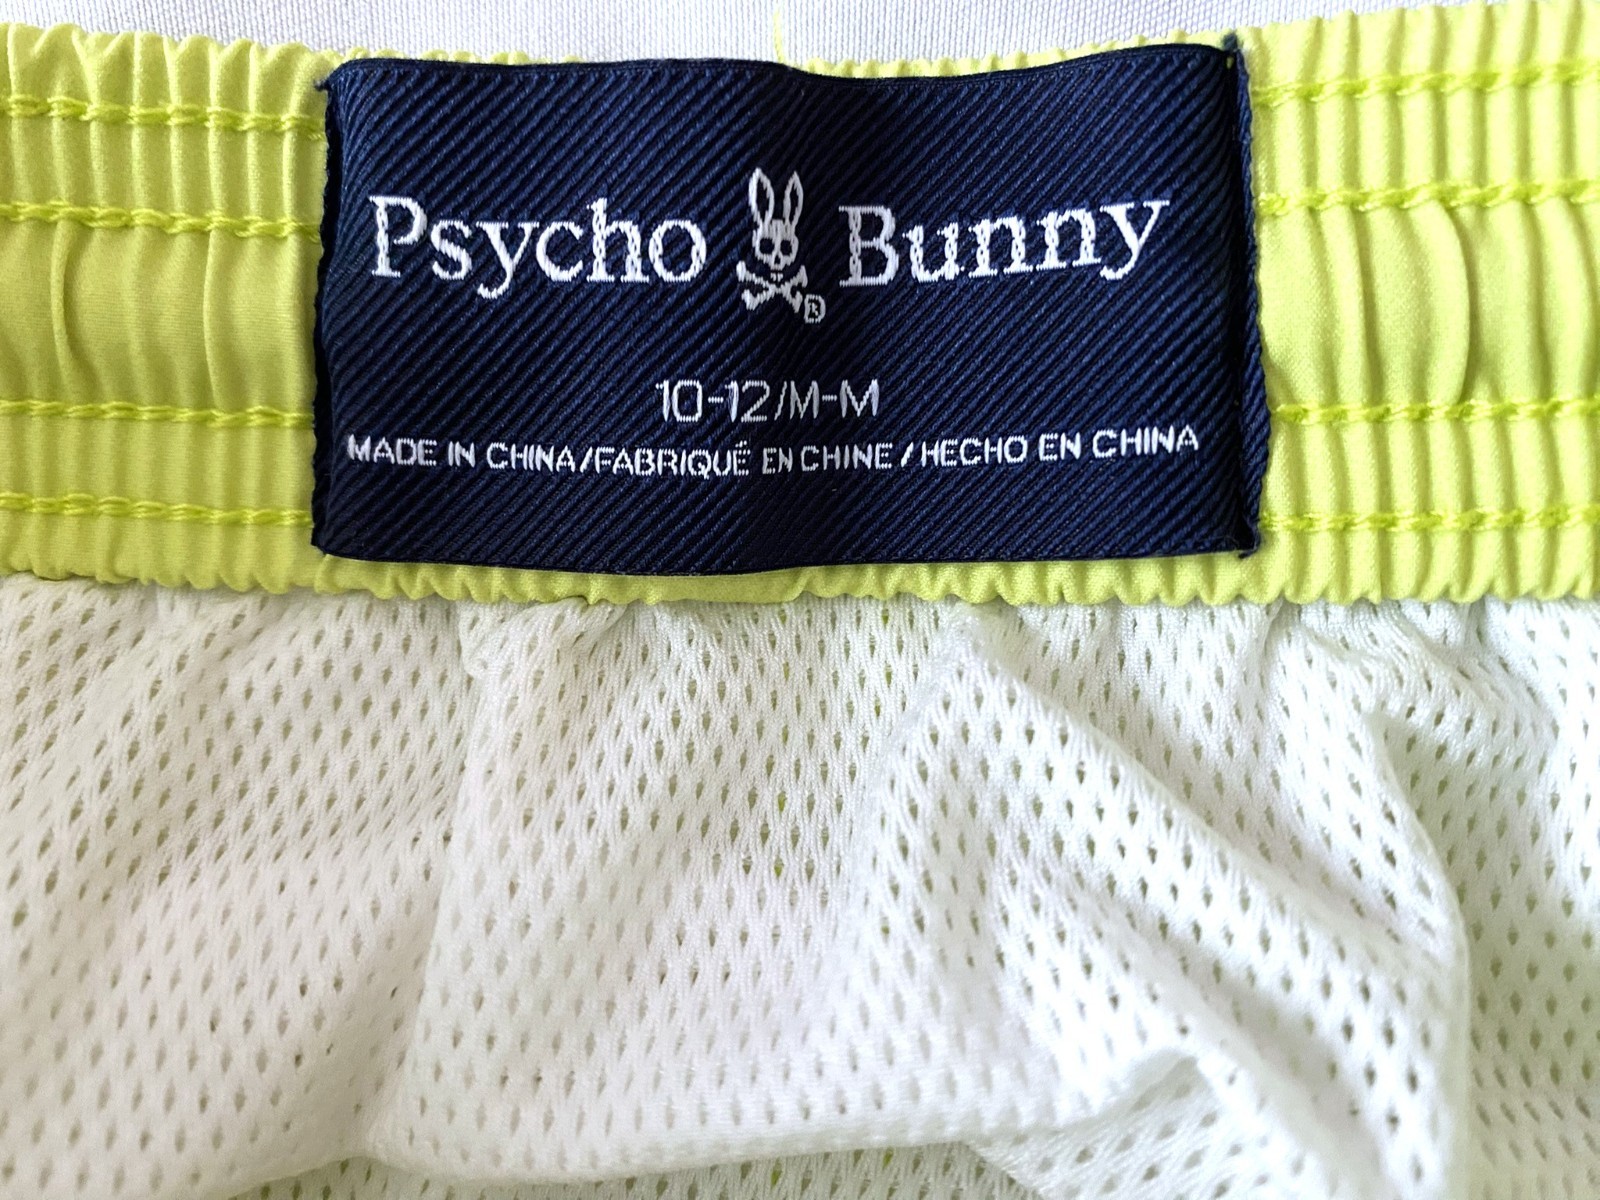 Psycho Bunny ®
10-12/M-M
MADE IN CHINA/FABRIQUÉ EN CHINE/HECHO EN CHINA